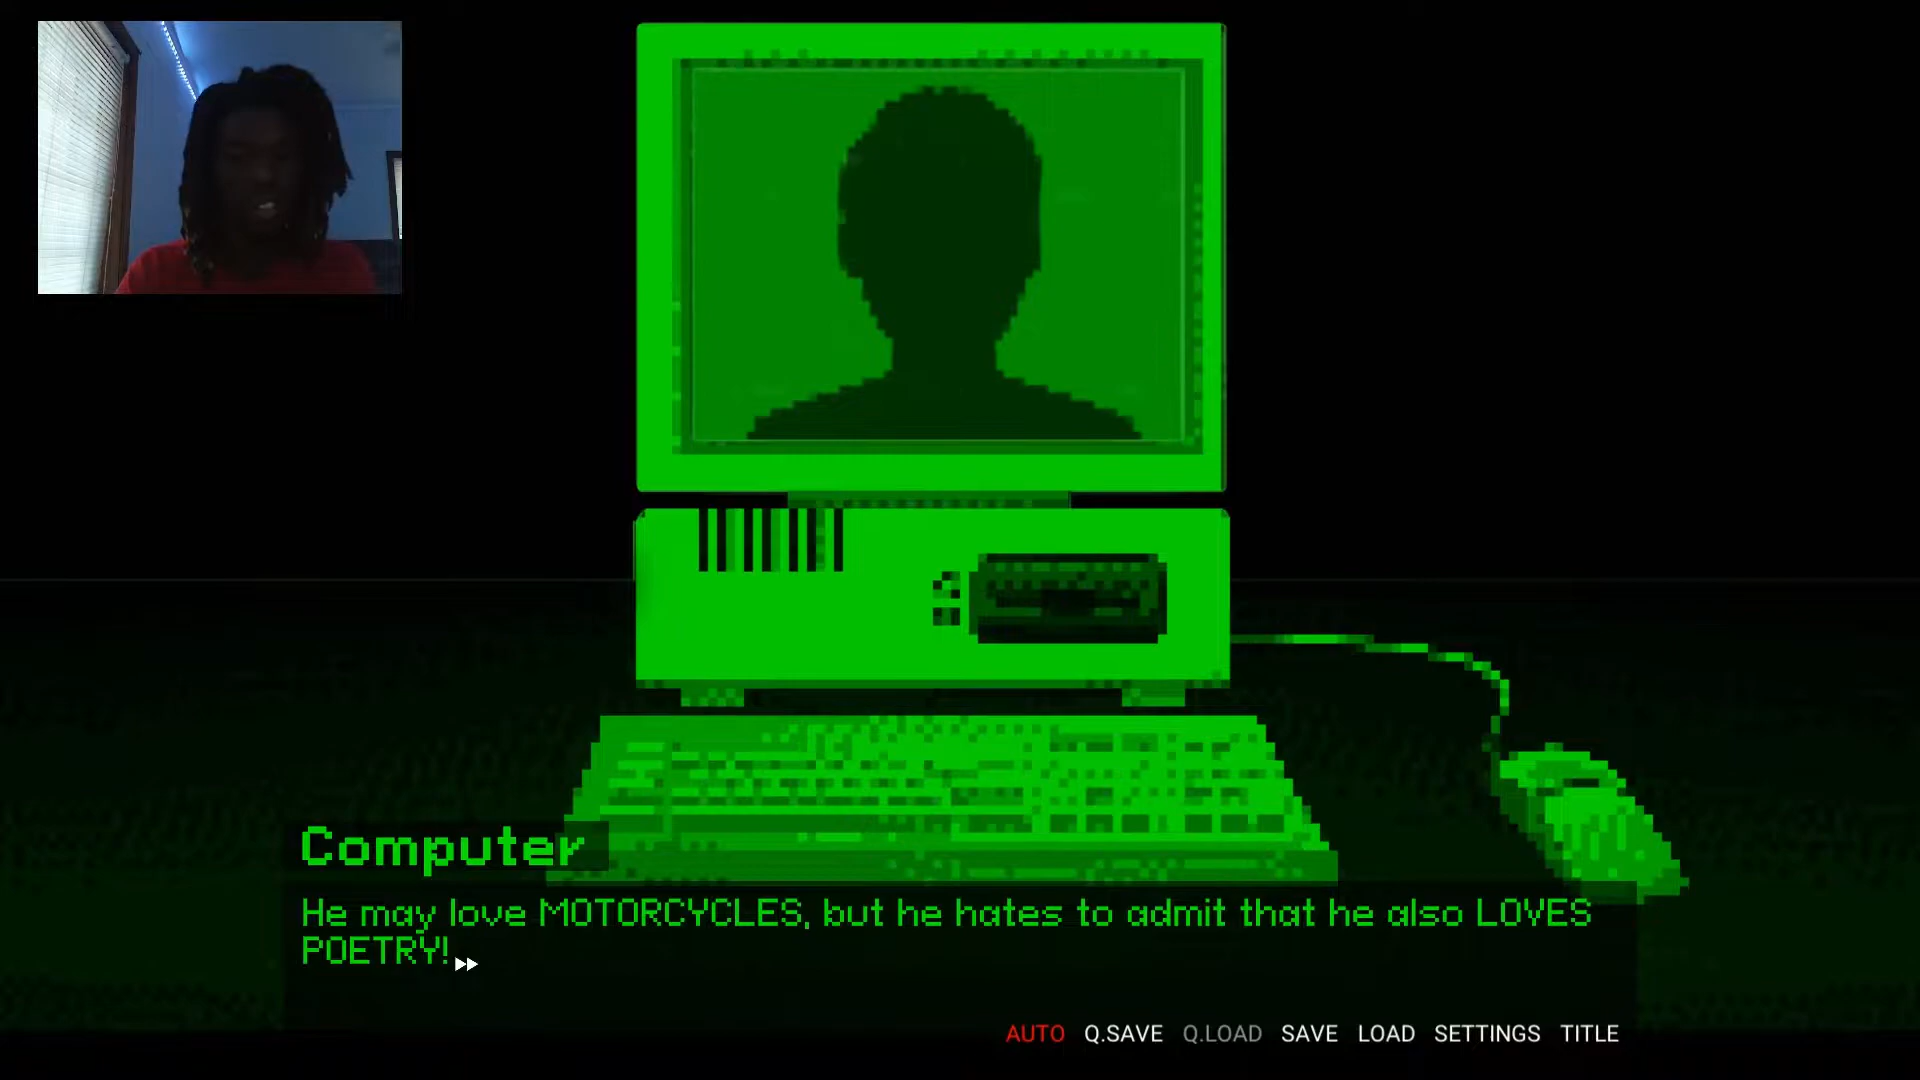 Computer
He may love MOTORCYCLES, but he hates to admit that he also LOVES
POETRY!
AUTO Q.SAVE Q.LOAD SAVE LOAD SETTINGS TITLE